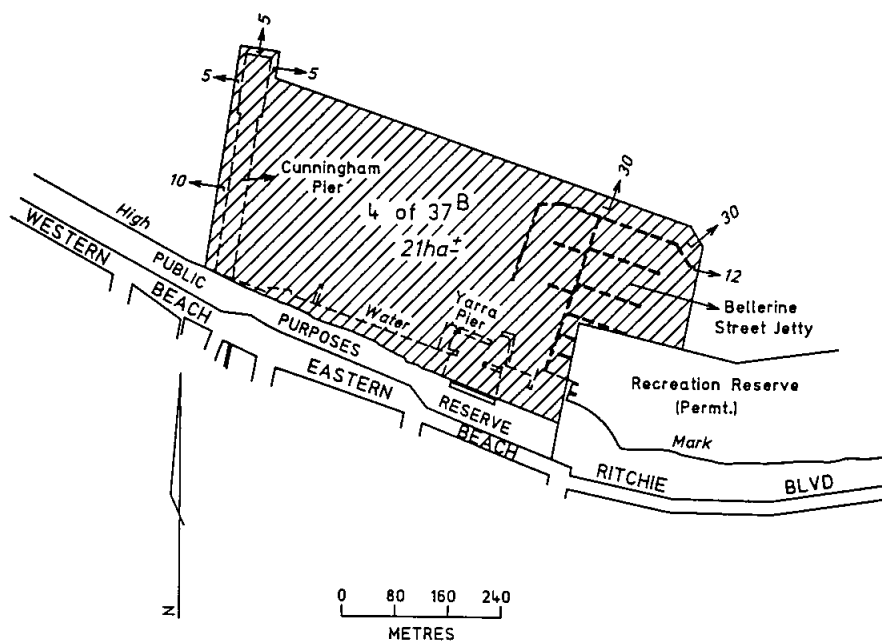 5
5
5
30
10
Cunningham
Pier
4 of 37B
21ha±
30
12
High
WESTERN
BEACH
PUBLIC
PURPOSES
RESERVE
Water
Yarra
Pier
Bellerine
Street Jetty
EASTERN
BEACH
Recreation Reserve
(Permt.)
Mark
RITCHIE BLVD
N
0 80 160 240
METRES